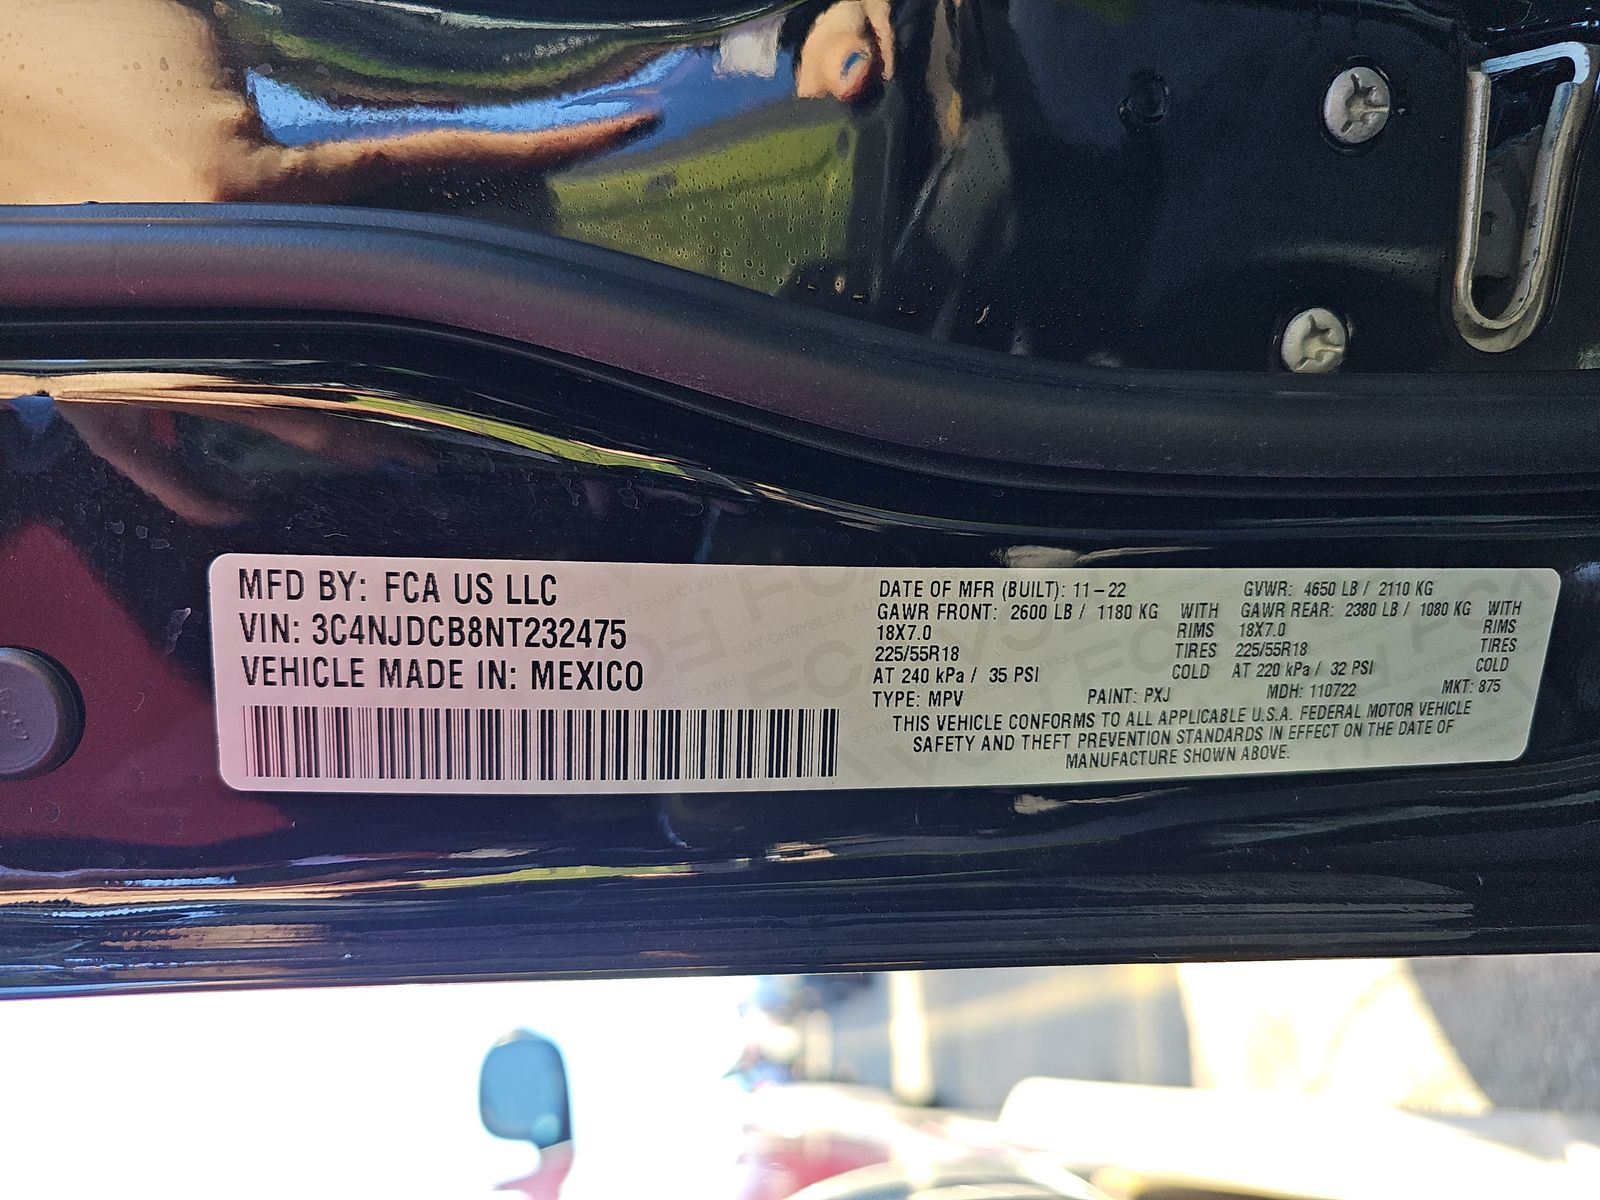 MFD BY: FCA US LLC
VIN: 3C4NJDCB8NT232475
VEHICLE MADE IN: MEXICO
DATE OF MFR (BUILT): 11-22 GVWR: 4650 LB / 2110 KG
GAWR FRONT: 2600 LB / 1180 KG WITH GAWR REAR: 2380 LB / 1080 KG WITH
18X7.0 RIMS 18X7.0 RIMS
225/55R18 TIRES 225/55R18 TIRES
AT 240 kPa / 35 PSI COLD AT 220 kPa / 32 PSI COLD
TYPE: MPV PAINT: PXJ MDH: 110722 MKT: 875
THIS VEHICLE CONFORMS TO ALL APPLICABLE U.S.A. FEDERAL MOTOR VEHICLE
SAFETY AND THEFT PREVENTION STANDARDS IN EFFECT ON THE DATE OF
MANUFACTURE SHOWN ABOVE.